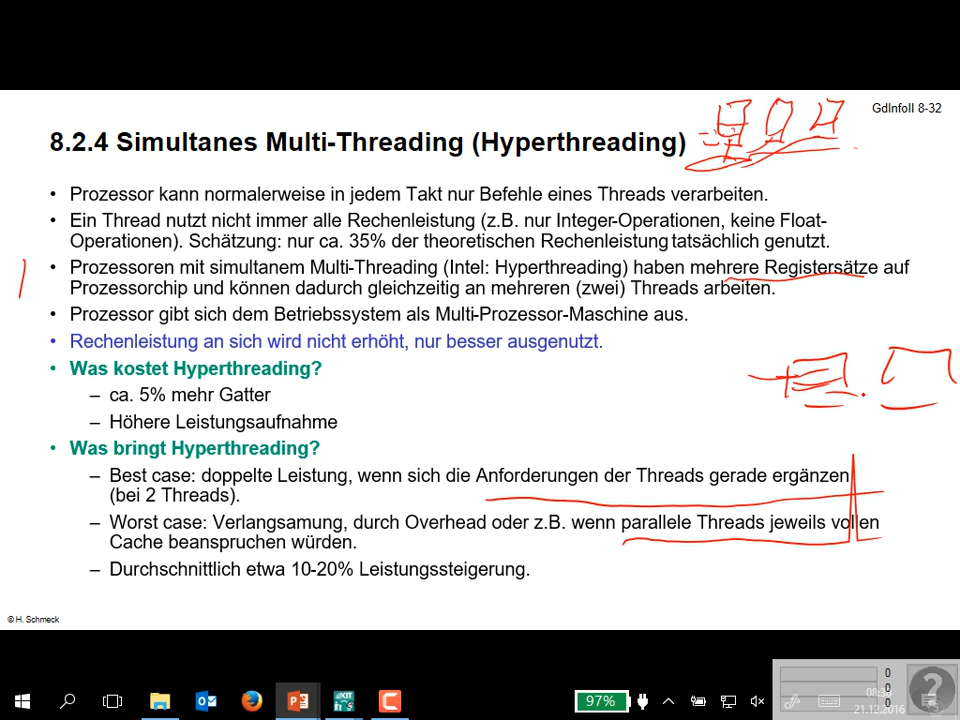 GdInfoII 8-32
8.2.4 Simultanes Multi-Threading (Hyperthreading)
• Prozessor kann normalerweise in jedem Takt nur Befehle eines Threads verarbeiten.
• Ein Thread nutzt nicht immer alle Rechenleistung (z.B. nur Integer-Operationen, keine Float-
Operationen). Schätzung: nur ca. 35% der theoretischen Rechenleistung tatsächlich genutzt.
• Prozessoren mit simultanem Multi-Threading (Intel: Hyperthreading) haben mehrere Registersätze auf
Prozessorchip und können dadurch gleichzeitig an mehreren (zwei) Threads arbeiten.
• Prozessor gibt sich dem Betriebssystem als Multi-Prozessor-Maschine aus.
• Rechenleistung an sich wird nicht erhöht, nur besser ausgenutzt.
• Was kostet Hyperthreading?
– ca. 5% mehr Gatter
– Höhere Leistungsaufnahme
• Was bringt Hyperthreading?
– Best case: doppelte Leistung, wenn sich die Anforderungen der Threads gerade ergänzen
(bei 2 Threads).
– Worst case: Verlangsamung, durch Overhead oder z.B. wenn parallele Threads jeweils vollen
Cache beanspruchen würden.
– Durchschnittlich etwa 10-20% Leistungssteigerung.
© H. Schmeck
97%
0
0
0
08:38
21.12.2016